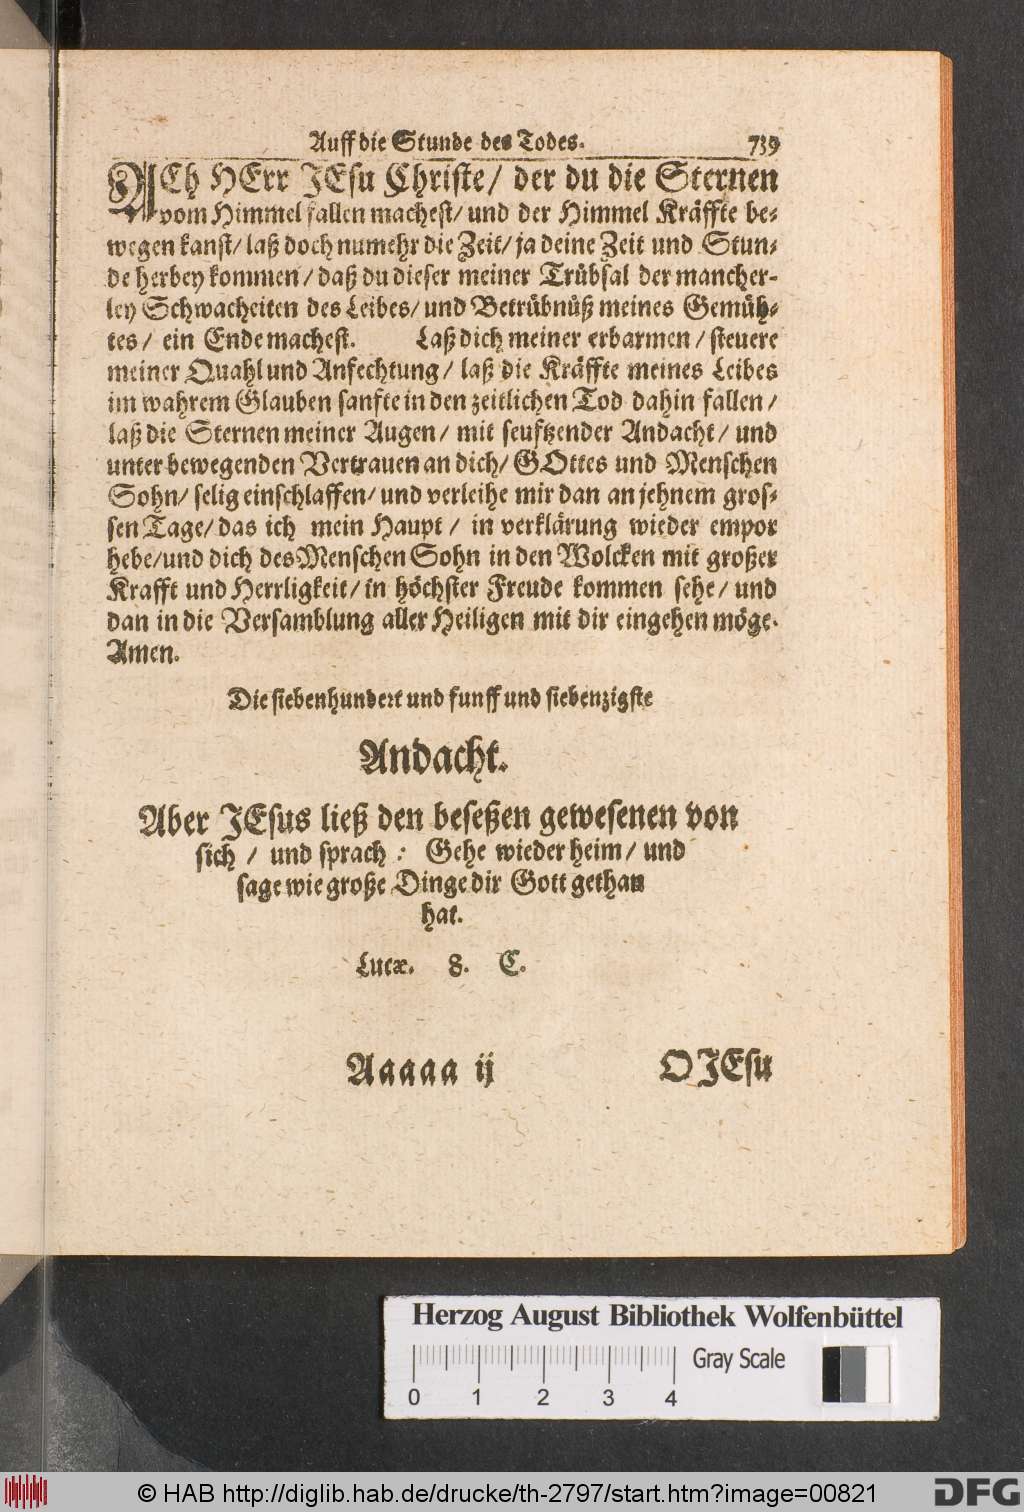 Auff die Stunde des Todes. 739
ACh HErr JEsu Christe / der du die Sternen
vom Himmel fallen machest / und der Himmel Kräffte be-
wegen kanst / laß doch numehr die Zeit / ja deine Zeit und Stun-
de herbey kommen / daß du dieser meiner Trübsal der mancher-
ley Schwacheiten des Leibes / und Betrübnüß meines Gemüh-
tes / ein Ende machest. Laß dich meiner erbarmen / steuere
meiner Quahl und Anfechtung / laß die Kräffte meines Leibes
im wahrem Glauben sanfte in den zeitlichen Tod dahin fallen /
laß die Sternen meiner Augen / mit seuftzender Andacht / und
unter bewegenden Vertrauen an dich / GOttes und Menschen
Sohn / selig einschlaffen / und verleihe mir dan an jehnem gros-
sen Tage / das ich mein Haupt / in verklärung wieder empor
hebe / und dich des Menschen Sohn in den Wolcken mit großer
Krafft und Herrligkeit / in höchster Freude kommen sehe / und
dan in die Versamblung aller Heiligen mit dir eingehen möge.
Amen.
Die siebenhundert und funff und siebenzigste
Andacht.
Aber JEsus ließ den beseßen gewesenen von
sich / und sprach : Gehe wieder heim / und
sage wie große Dinge dir Gott gethan
hat.
Lucæ. 8. C.
Aaaaa ij O JEsu
Herzog August Bibliothek Wolfenbüttel
Gray Scale
0 1 2 3 4
© HAB http://diglib.hab.de/drucke/th-2797/start.htm?image=00821
DFG